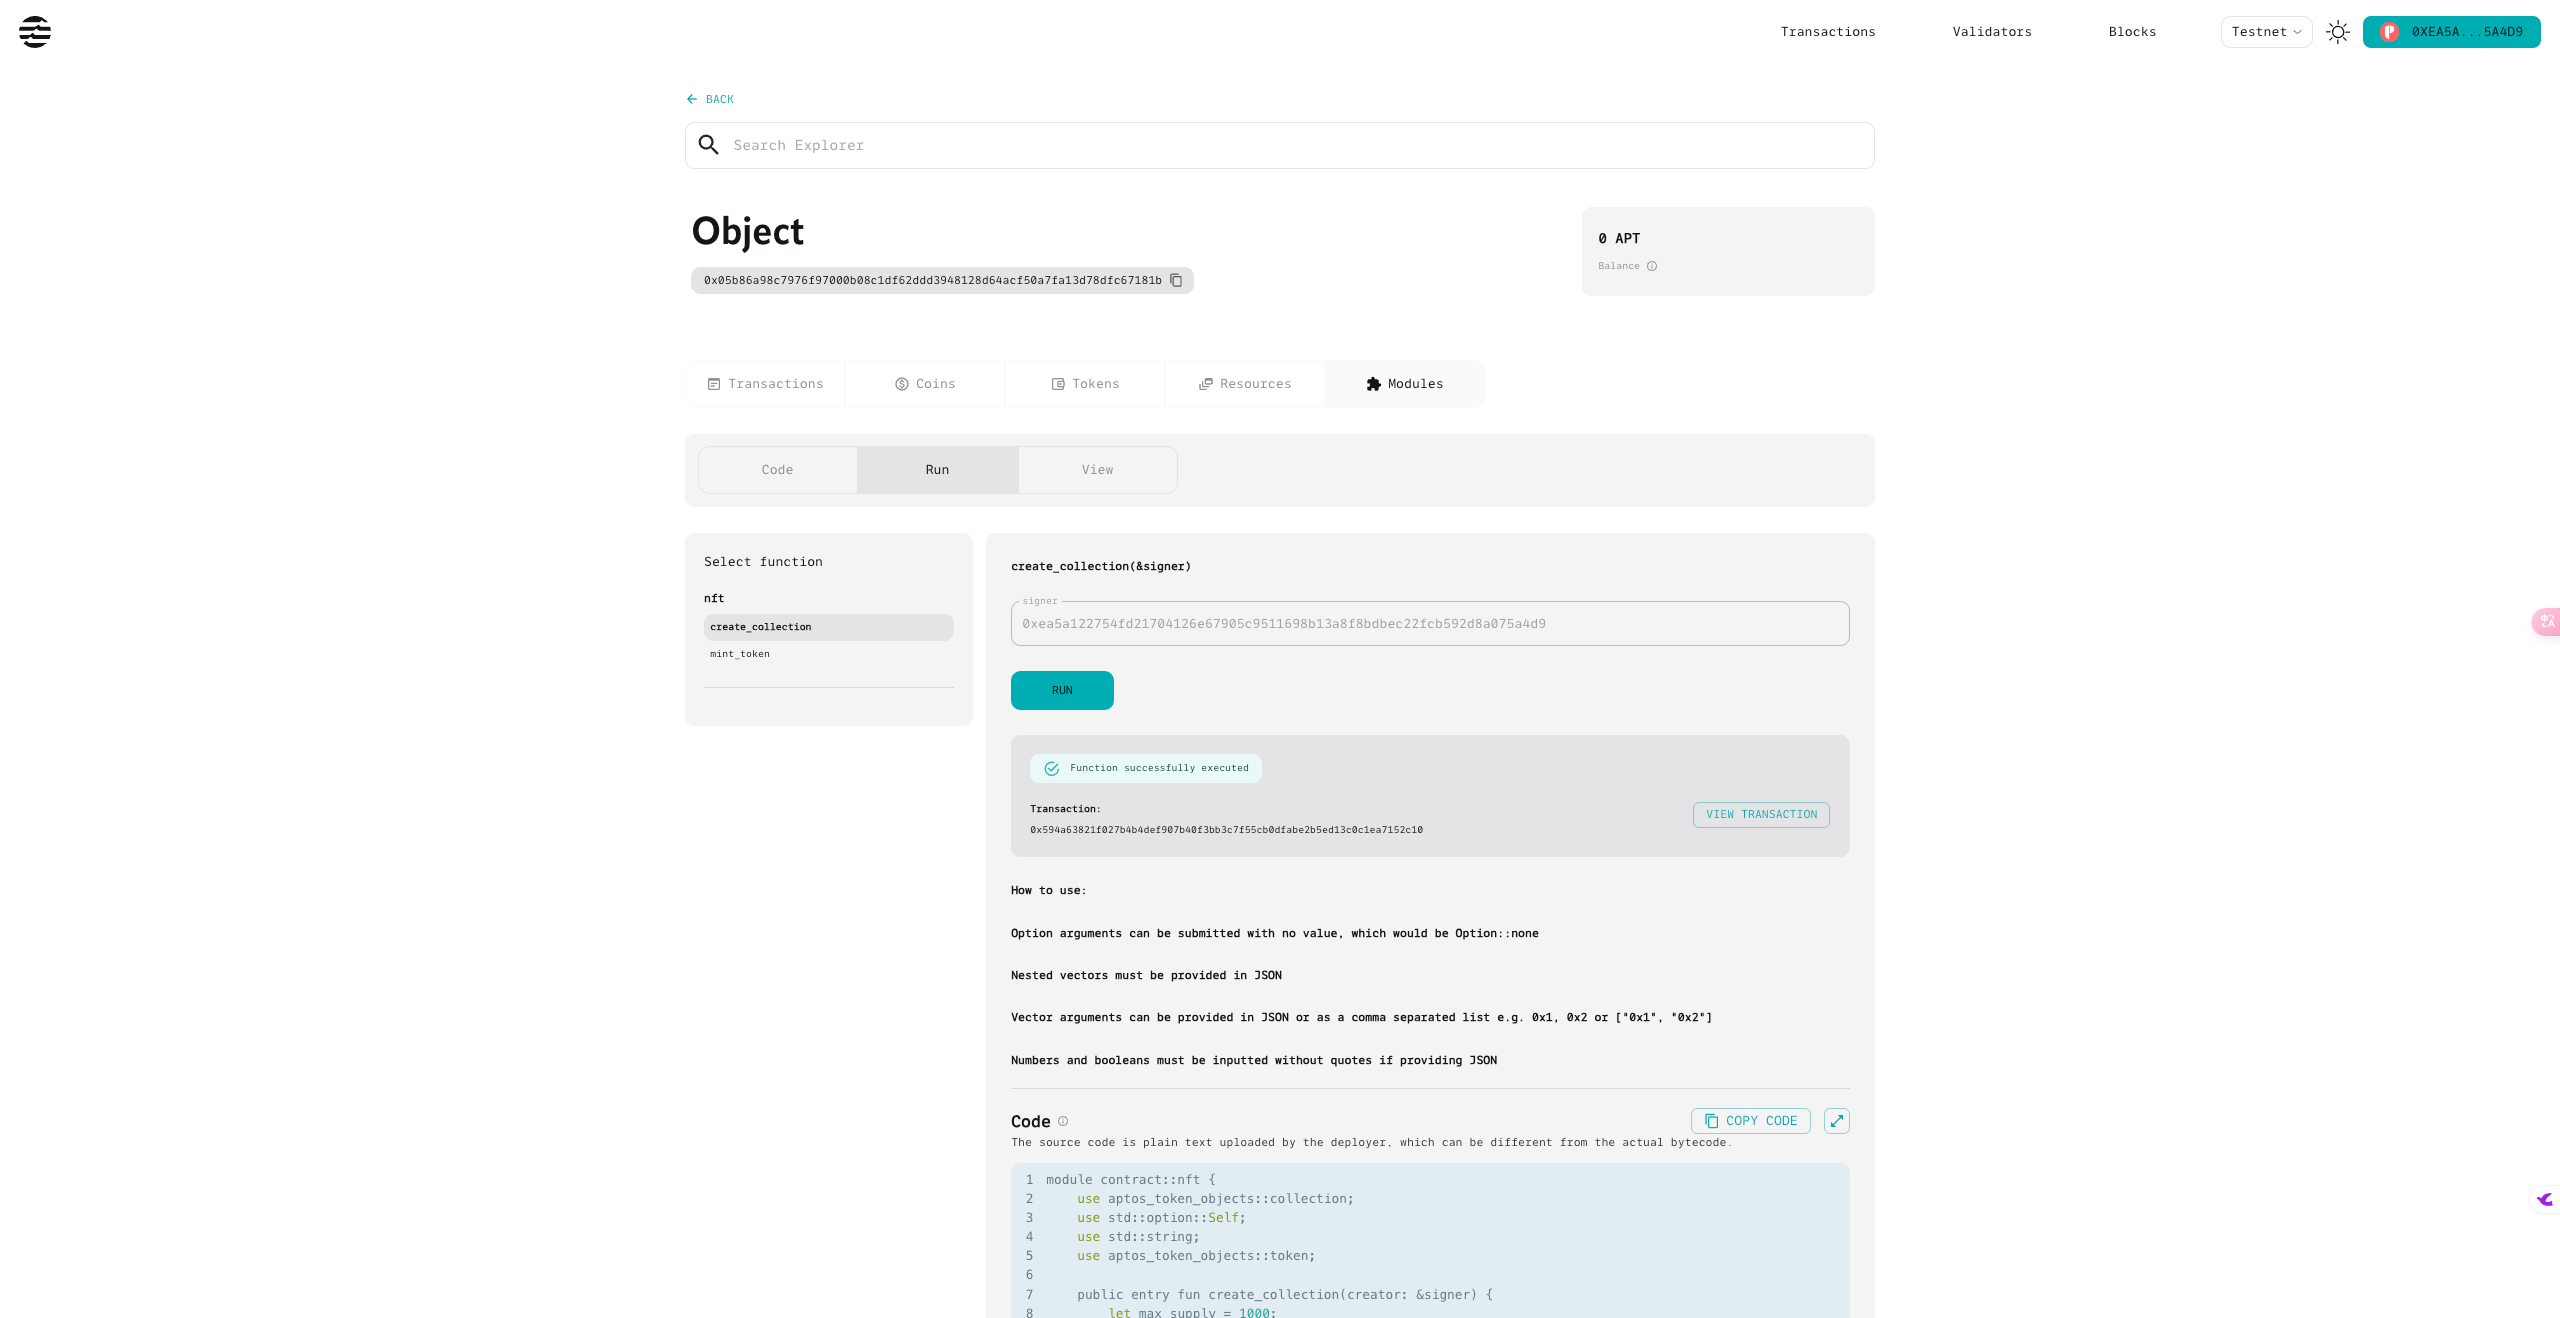 Transactions Validators Blocks Testnet 0XEA5A...5A4D9
BACK
Search Explorer
Object
0x05b86a98c7976f97000b08c1df62ddd3948128d64acf50a7fa13d78dfc67181b
0 APT
Balance
Transactions Coins Tokens Resources Modules
Code Run View
Select function
nft
create_collection
mint_token
create_collection(&signer)
signer
0xea5a122754fd21704126e67905c9511698b13a8f8bdbec22fcb592d8a075a4d9
RUN
Function successfully executed
Transaction:
0x594a63821f027b4b4def907b40f3bb3c7f55cb0dfabe2b5ed13c0c1ea7152c10
VIEW TRANSACTION
How to use:
Option arguments can be submitted with no value, which would be Option::none
Nested vectors must be provided in JSON
Vector arguments can be provided in JSON or as a comma separated list e.g. 0x1, 0x2 or ["0x1", "0x2"]
Numbers and booleans must be inputted without quotes if providing JSON
Code
COPY CODE
The source code is plain text uploaded by the deployer, which can be different from the actual bytecode.
1 module contract::nft {
2 use aptos_token_objects::collection;
3 use std::option::Self;
4 use std::string;
5 use aptos_token_objects::token;
6
7 public entry fun create_collection(creator: &signer) {
8 let max_supply = 1000;